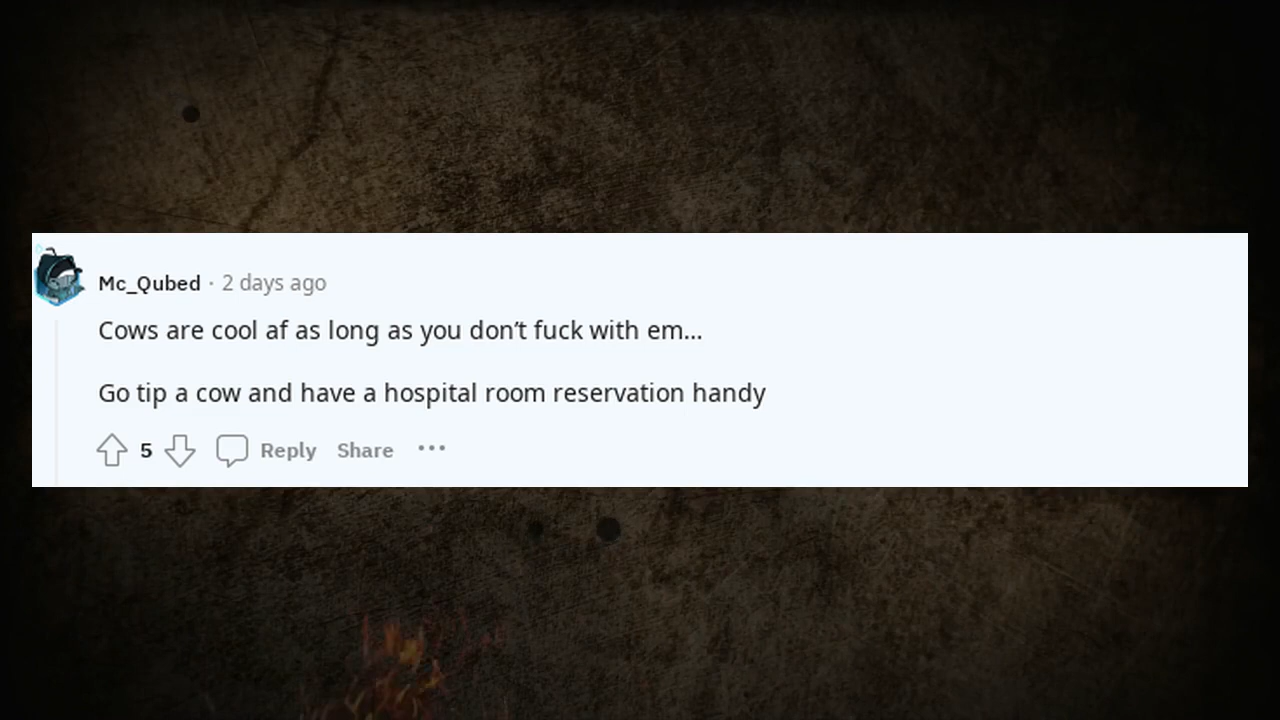 Mc_Qubed · 2 days ago
Cows are cool af as long as you don’t fuck with em...
Go tip a cow and have a hospital room reservation handy
5 Reply Share ···